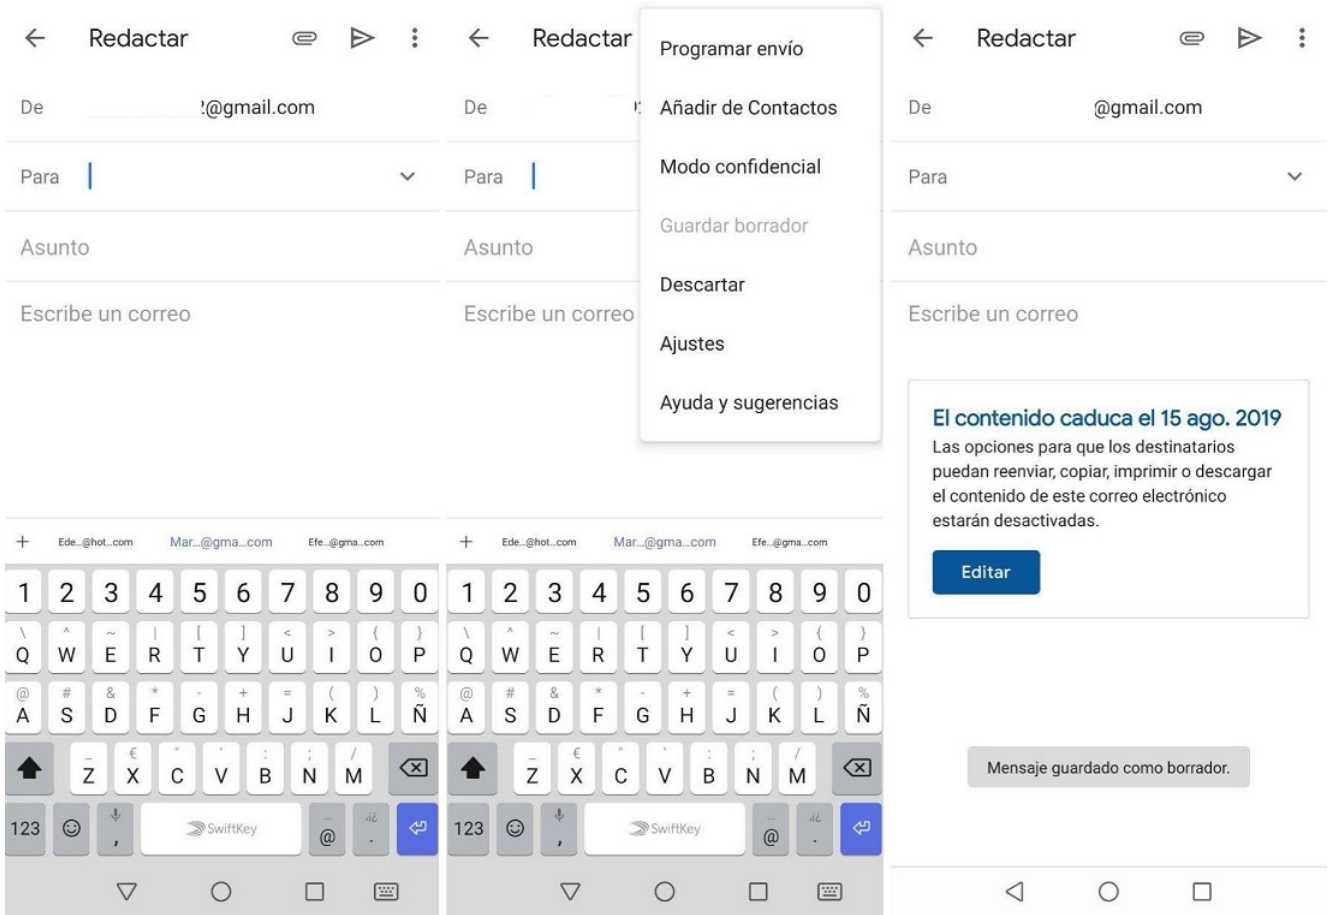 Redactar
De 2@gmail.com
Para
Asunto
Escribe un correo
+ Ede...@hot...com Mar...@gma...com Efe...@gma...com
1 2 3 4 5 6 7 8 9 0
\ ^ ~ | [ ] < > { }
Q W E R T Y U I O P
@ # & * - + = ( ) %
A S D F G H J K L Ñ
_ € " ' : ; /
Z X C V B N M
123 , SwiftKey @ .
Redactar
De
Para
Asunto
Escribe un correo
Programar envío
Añadir de Contactos
Modo confidencial
Guardar borrador
Descartar
Ajustes
Ayuda y sugerencias
+ Ede...@hot...com Mar...@gma...com Efe...@gma...com
1 2 3 4 5 6 7 8 9 0
\ ^ ~ | [ ] < > { }
Q W E R T Y U I O P
@ # & * - + = ( ) %
A S D F G H J K L Ñ
_ € " ' : ; /
Z X C V B N M
123 , SwiftKey @ .
Redactar
De @gmail.com
Para
Asunto
Escribe un correo
El contenido caduca el 15 ago. 2019
Las opciones para que los destinatarios
puedan reenviar, copiar, imprimir o descargar
el contenido de este correo electrónico
estarán desactivadas.
Editar
Mensaje guardado como borrador.